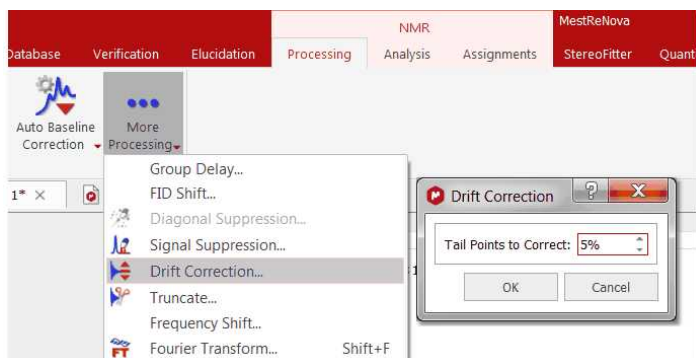 NMR
MestReNova
Database Verification Elucidation Processing Analysis Assignments StereoFitter Quant
Auto Baseline Correction
More Processing
1*
Group Delay...
FID Shift...
Diagonal Suppression...
Signal Suppression...
Drift Correction...
Truncate...
Frequency Shift...
Fourier Transform... Shift+F
Drift Correction
Tail Points to Correct: 5%
OK Cancel